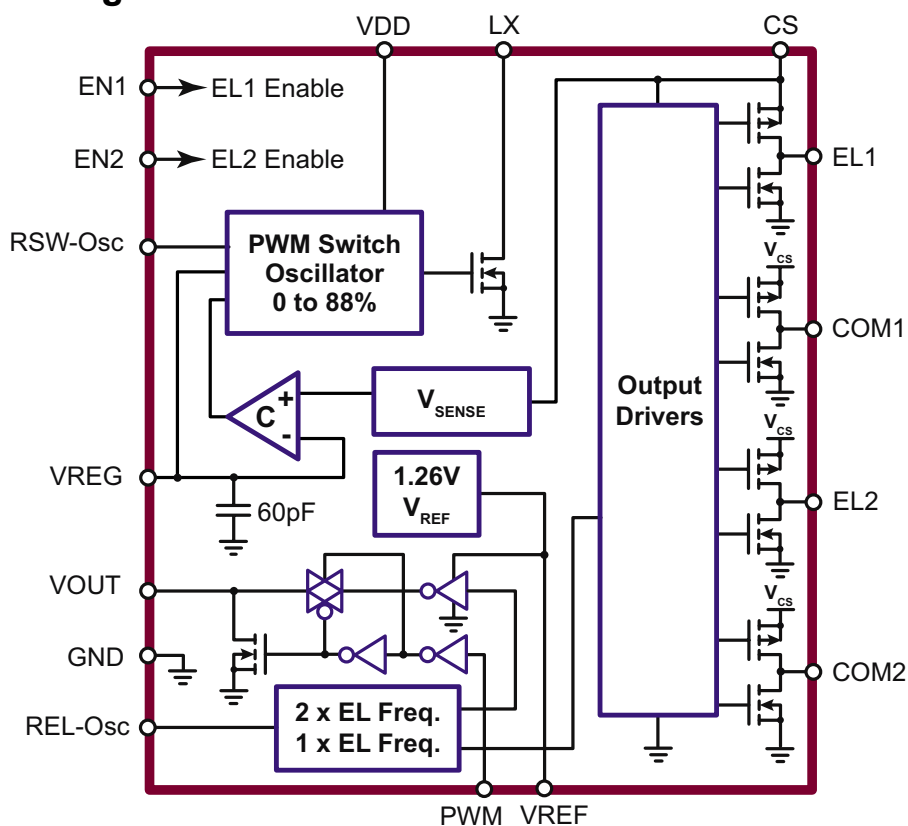 VDD
LX
CS
EN1
EL1 Enable
EN2
EL2 Enable
EL1
RSW-Osc
PWM Switch
Oscillator
0 to 88%
VCS
COM1
C
+
-
VSENSE
Output
Drivers
VCS
VREG
60pF
1.26V
VREF
EL2
VOUT
VCS
GND
COM2
REL-Osc
2 x EL Freq.
1 x EL Freq.
PWM
VREF